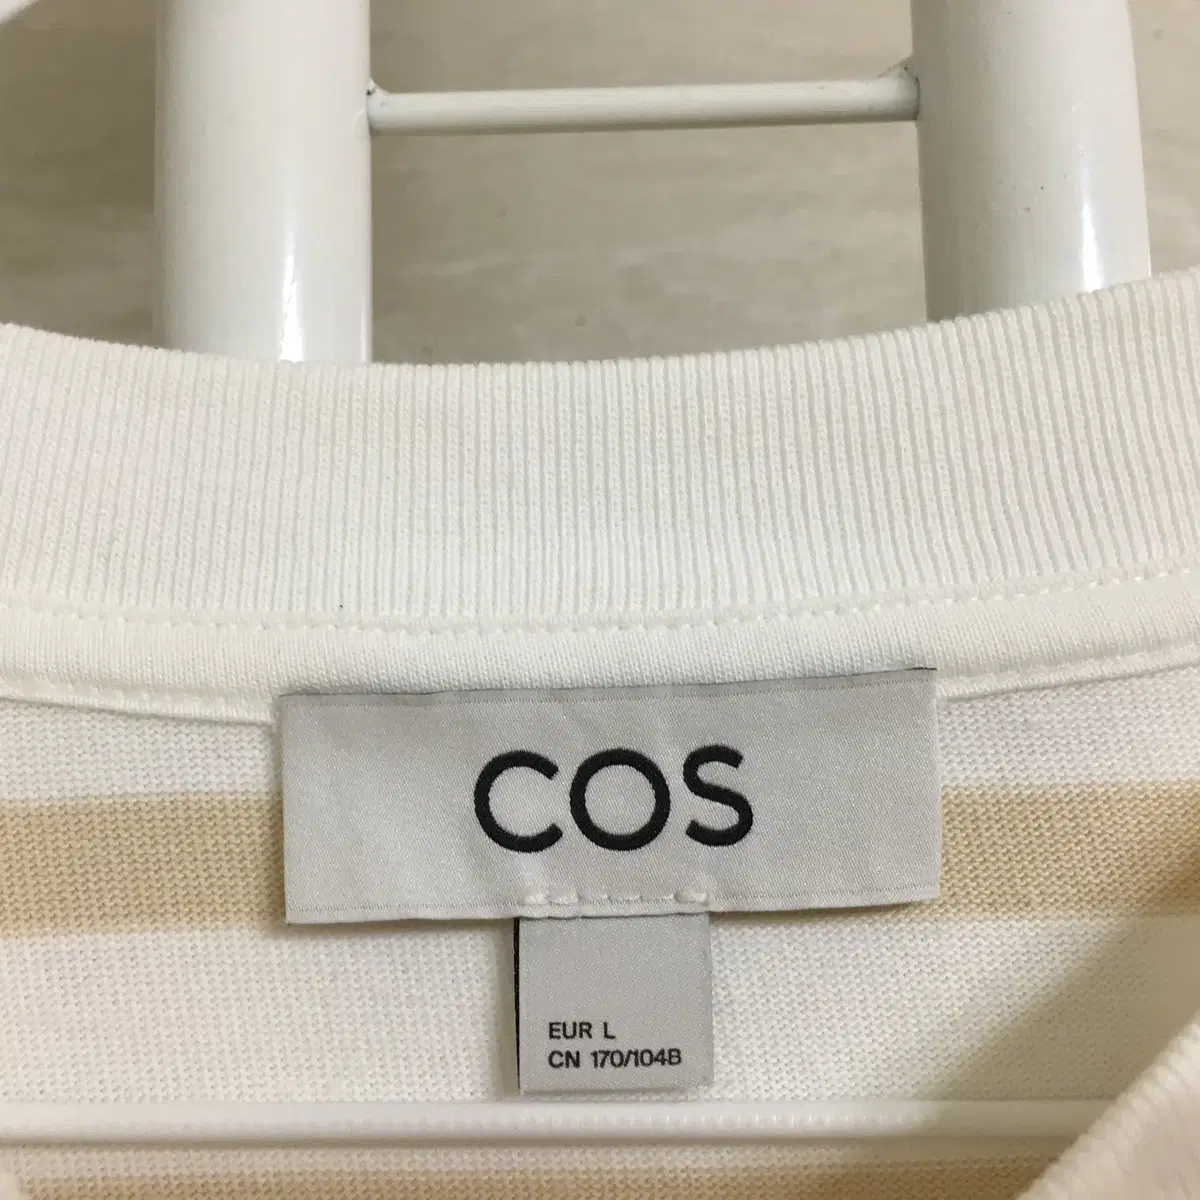 COS
EUR L
CN 170/104B